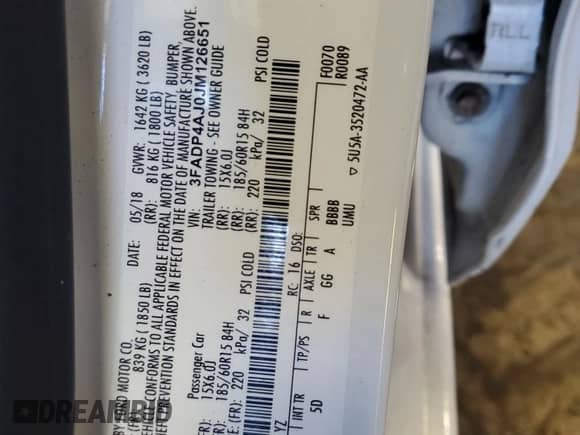 BY FORD MOTOR CO.
DATE: 05/18 GVWR: 1642 KG ( 3620 LB)
839 KG (1850 LB) (RR): 816 KG ( 1800 LB)
CONFORMS TO ALL APPLICABLE FEDERAL MOTOR VEHICLE SAFETY, BUMPER,
PREVENTION STANDARDS IN EFFECT ON THE DATE OF MANUFACTURE SHOWN ABOVE.
VIN: 3FADP4AJ0JM126651
Passenger Car TRAILER TOWING - SEE OWNER GUIDE
(FR): 15X6.0J (RR): 15X6.0J
(FR): 185/60R15 84H (RR): 185/60R15 84H
E (FR): 220 kPa/ 32 PSI COLD (RR): 220 kPa/ 32 PSI COLD
YZ RC: 16 DSO: F0070
R0089
INT TR TP/PS R AXLE TR SPR
5D F GG A BBBB
UMU
▽ 5U5A-3520472-AA
RLL
DREAMBID